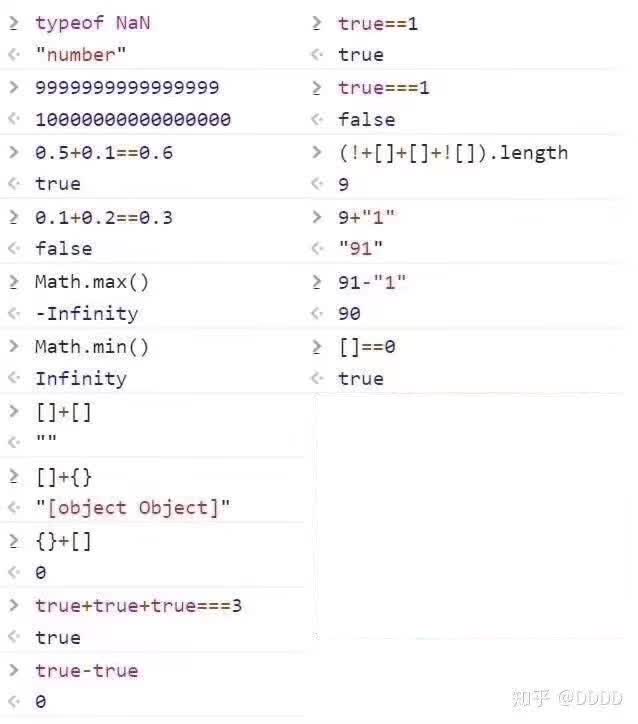 > typeof NaN
<· "number"
> 9999999999999999
<· 10000000000000000
> 0.5+0.1==0.6
<· true
> 0.1+0.2==0.3
<· false
> Math.max()
<· -Infinity
> Math.min()
<· Infinity
> []+[]
<· ""
> []+{}
<· "[object Object]"
> {}+[]
<· 0
> true+true+true===3
<· true
> true-true
<· 0
> true==1
<· true
> true===1
<· false
> (!+[]+[]+![]).length
<· 9
> 9+"1"
<· "91"
> 91-"1"
<· 90
> []==0
<· true
知乎 @DDDD